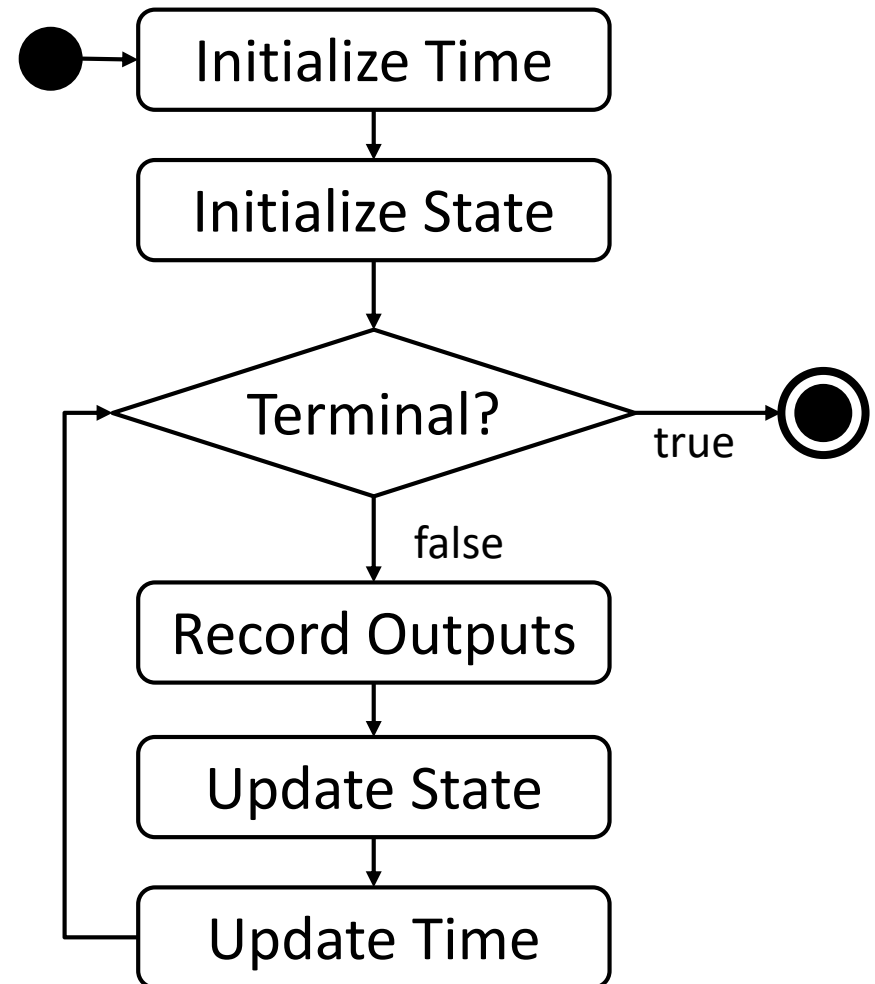 Initialize Time
Initialize State
Terminal?
true
false
Record Outputs
Update State
Update Time